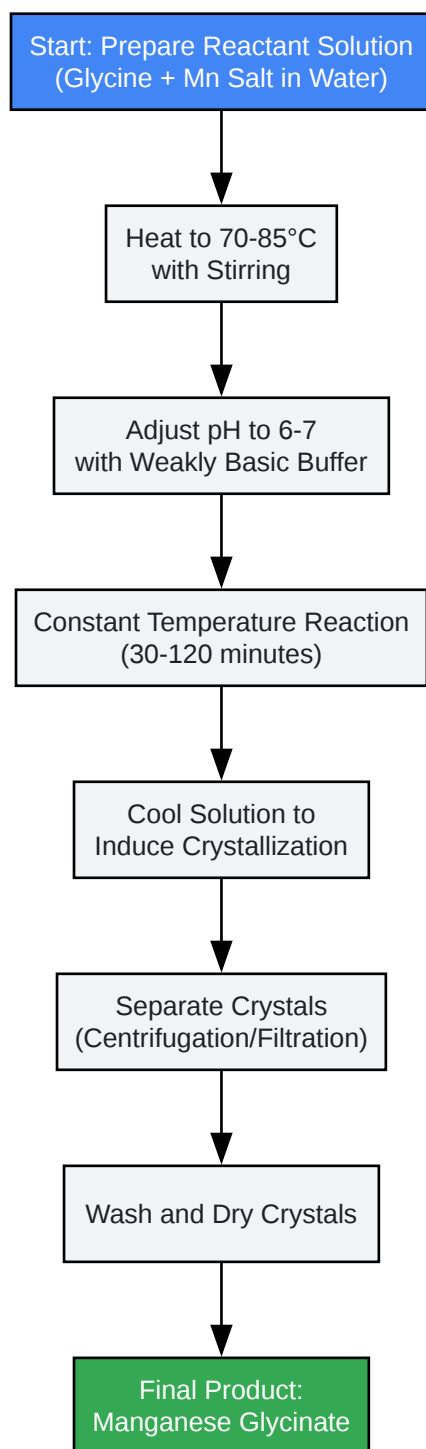 Start: Prepare Reactant Solution
(Glycine + Mn Salt in Water)
Heat to 70-85°C
with Stirring
Adjust pH to 6-7
with Weakly Basic Buffer
Constant Temperature Reaction
(30-120 minutes)
Cool Solution to
Induce Crystallization
Separate Crystals
(Centrifugation/Filtration)
Wash and Dry Crystals
Final Product:
Manganese Glycinate